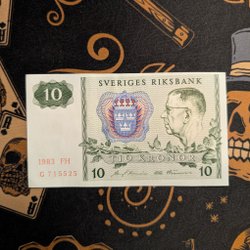 SVERIGES RIKSBANK
10
1983 FH
G 715525
TIO KRONOR
10
10